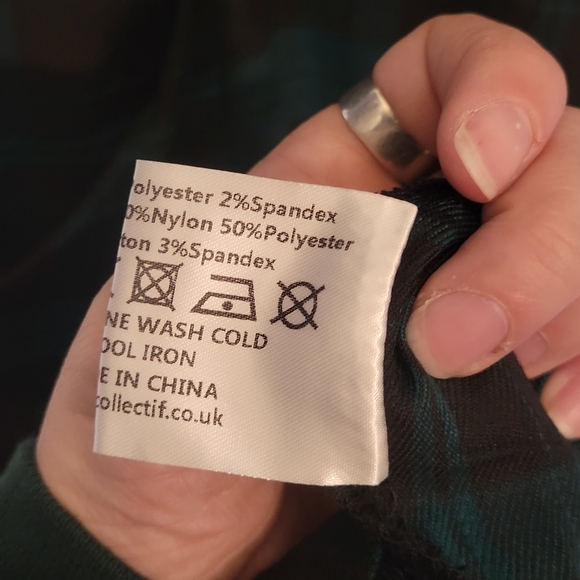 olyester 2%Spandex
0%Nylon 50%Polyester
ton 3%Spandex
NE WASH COLD
OOL IRON
E IN CHINA
collectif.co.uk